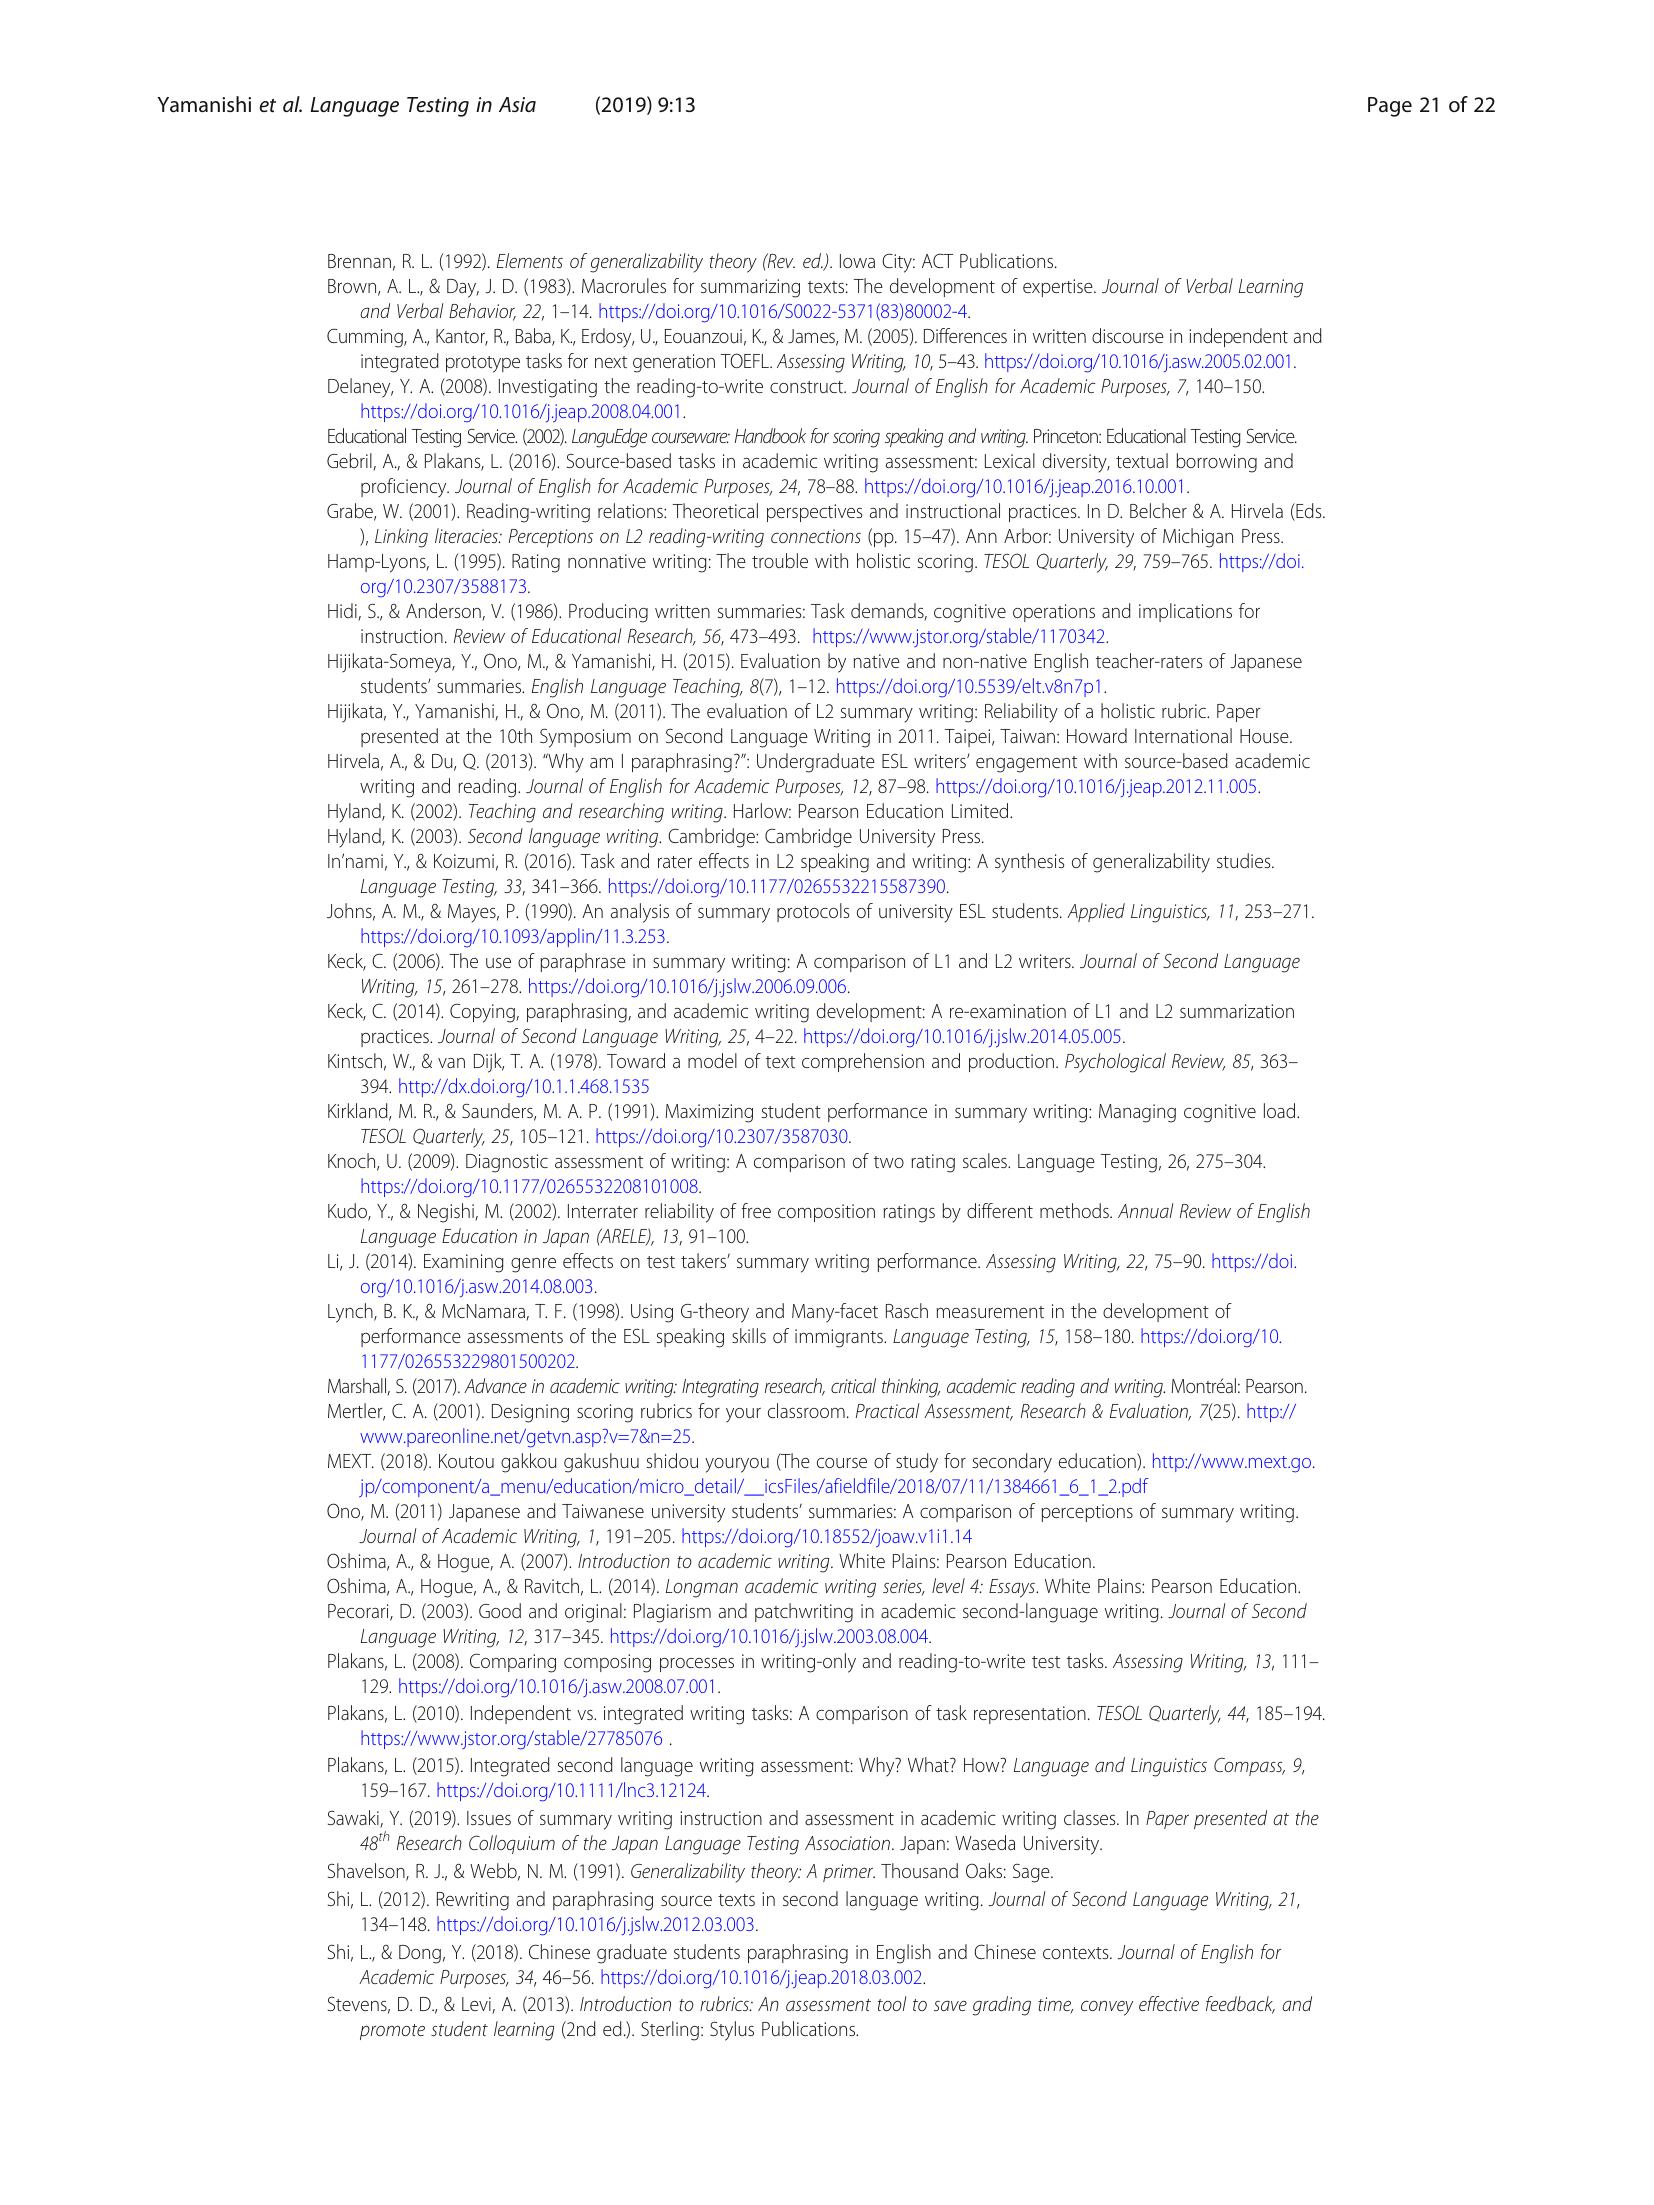 Yamanishi et al. Language Testing in Asia (2019) 9:13 Page 21 of 22
Brennan, R. L. (1992). Elements of generalizability theory (Rev. ed.). Iowa City: ACT Publications.
Brown, A. L., & Day, J. D. (1983). Macrorules for summarizing texts: The development of expertise. Journal of Verbal Learning
and Verbal Behavior, 22, 1–14. https://doi.org/10.1016/S0022-5371(83)80002-4.
Cumming, A., Kantor, R., Baba, K., Erdosy, U., Eouanzoui, K., & James, M. (2005). Differences in written discourse in independent and
integrated prototype tasks for next generation TOEFL. Assessing Writing, 10, 5–43. https://doi.org/10.1016/j.asw.2005.02.001.
Delaney, Y. A. (2008). Investigating the reading-to-write construct. Journal of English for Academic Purposes, 7, 140–150.
https://doi.org/10.1016/j.jeap.2008.04.001.
Educational Testing Service. (2002). LanguEdge courseware: Handbook for scoring speaking and writing. Princeton: Educational Testing Service.
Gebril, A., & Plakans, L. (2016). Source-based tasks in academic writing assessment: Lexical diversity, textual borrowing and
proficiency. Journal of English for Academic Purposes, 24, 78–88. https://doi.org/10.1016/j.jeap.2016.10.001.
Grabe, W. (2001). Reading-writing relations: Theoretical perspectives and instructional practices. In D. Belcher & A. Hirvela (Eds.
), Linking literacies: Perceptions on L2 reading-writing connections (pp. 15–47). Ann Arbor: University of Michigan Press.
Hamp-Lyons, L. (1995). Rating nonnative writing: The trouble with holistic scoring. TESOL Quarterly, 29, 759–765. https://doi.
org/10.2307/3588173.
Hidi, S., & Anderson, V. (1986). Producing written summaries: Task demands, cognitive operations and implications for
instruction. Review of Educational Research, 56, 473–493. https://www.jstor.org/stable/1170342.
Hijikata-Someya, Y., Ono, M., & Yamanishi, H. (2015). Evaluation by native and non-native English teacher-raters of Japanese
students’ summaries. English Language Teaching, 8(7), 1–12. https://doi.org/10.5539/elt.v8n7p1.
Hijikata, Y., Yamanishi, H., & Ono, M. (2011). The evaluation of L2 summary writing: Reliability of a holistic rubric. Paper
presented at the 10th Symposium on Second Language Writing in 2011. Taipei, Taiwan: Howard International House.
Hirvela, A., & Du, Q. (2013). “Why am I paraphrasing?”: Undergraduate ESL writers’ engagement with source-based academic
writing and reading. Journal of English for Academic Purposes, 12, 87–98. https://doi.org/10.1016/j.jeap.2012.11.005.
Hyland, K. (2002). Teaching and researching writing. Harlow: Pearson Education Limited.
Hyland, K. (2003). Second language writing. Cambridge: Cambridge University Press.
In’nami, Y., & Koizumi, R. (2016). Task and rater effects in L2 speaking and writing: A synthesis of generalizability studies.
Language Testing, 33, 341–366. https://doi.org/10.1177/0265532215587390.
Johns, A. M., & Mayes, P. (1990). An analysis of summary protocols of university ESL students. Applied Linguistics, 11, 253–271.
https://doi.org/10.1093/applin/11.3.253.
Keck, C. (2006). The use of paraphrase in summary writing: A comparison of L1 and L2 writers. Journal of Second Language
Writing, 15, 261–278. https://doi.org/10.1016/j.jslw.2006.09.006.
Keck, C. (2014). Copying, paraphrasing, and academic writing development: A re-examination of L1 and L2 summarization
practices. Journal of Second Language Writing, 25, 4–22. https://doi.org/10.1016/j.jslw.2014.05.005.
Kintsch, W., & van Dijk, T. A. (1978). Toward a model of text comprehension and production. Psychological Review, 85, 363–
394. http://dx.doi.org/10.1.1.468.1535
Kirkland, M. R., & Saunders, M. A. P. (1991). Maximizing student performance in summary writing: Managing cognitive load.
TESOL Quarterly, 25, 105–121. https://doi.org/10.2307/3587030.
Knoch, U. (2009). Diagnostic assessment of writing: A comparison of two rating scales. Language Testing, 26, 275–304.
https://doi.org/10.1177/0265532208101008.
Kudo, Y., & Negishi, M. (2002). Interrater reliability of free composition ratings by different methods. Annual Review of English
Language Education in Japan (ARELE), 13, 91–100.
Li, J. (2014). Examining genre effects on test takers’ summary writing performance. Assessing Writing, 22, 75–90. https://doi.
org/10.1016/j.asw.2014.08.003.
Lynch, B. K., & McNamara, T. F. (1998). Using G-theory and Many-facet Rasch measurement in the development of
performance assessments of the ESL speaking skills of immigrants. Language Testing, 15, 158–180. https://doi.org/10.
1177/026553229801500202.
Marshall, S. (2017). Advance in academic writing: Integrating research, critical thinking, academic reading and writing. Montréal: Pearson.
Mertler, C. A. (2001). Designing scoring rubrics for your classroom. Practical Assessment, Research & Evaluation, 7(25). http://
www.pareonline.net/getvn.asp?v=7&n=25.
MEXT. (2018). Koutou gakkou gakushuu shidou youryou (The course of study for secondary education). http://www.mext.go.
jp/component/a_menu/education/micro_detail/__icsFiles/afieldfile/2018/07/11/1384661_6_1_2.pdf
Ono, M. (2011) Japanese and Taiwanese university students’ summaries: A comparison of perceptions of summary writing.
Journal of Academic Writing, 1, 191–205. https://doi.org/10.18552/joaw.v1i1.14
Oshima, A., & Hogue, A. (2007). Introduction to academic writing. White Plains: Pearson Education.
Oshima, A., Hogue, A., & Ravitch, L. (2014). Longman academic writing series, level 4: Essays. White Plains: Pearson Education.
Pecorari, D. (2003). Good and original: Plagiarism and patchwriting in academic second-language writing. Journal of Second
Language Writing, 12, 317–345. https://doi.org/10.1016/j.jslw.2003.08.004.
Plakans, L. (2008). Comparing composing processes in writing-only and reading-to-write test tasks. Assessing Writing, 13, 111–
129. https://doi.org/10.1016/j.asw.2008.07.001.
Plakans, L. (2010). Independent vs. integrated writing tasks: A comparison of task representation. TESOL Quarterly, 44, 185–194.
https://www.jstor.org/stable/27785076 .
Plakans, L. (2015). Integrated second language writing assessment: Why? What? How? Language and Linguistics Compass, 9,
159–167. https://doi.org/10.1111/lnc3.12124.
Sawaki, Y. (2019). Issues of summary writing instruction and assessment in academic writing classes. In Paper presented at the
48th Research Colloquium of the Japan Language Testing Association. Japan: Waseda University.
Shavelson, R. J., & Webb, N. M. (1991). Generalizability theory: A primer. Thousand Oaks: Sage.
Shi, L. (2012). Rewriting and paraphrasing source texts in second language writing. Journal of Second Language Writing, 21,
134–148. https://doi.org/10.1016/j.jslw.2012.03.003.
Shi, L., & Dong, Y. (2018). Chinese graduate students paraphrasing in English and Chinese contexts. Journal of English for
Academic Purposes, 34, 46–56. https://doi.org/10.1016/j.jeap.2018.03.002.
Stevens, D. D., & Levi, A. (2013). Introduction to rubrics: An assessment tool to save grading time, convey effective feedback, and
promote student learning (2nd ed.). Sterling: Stylus Publications.